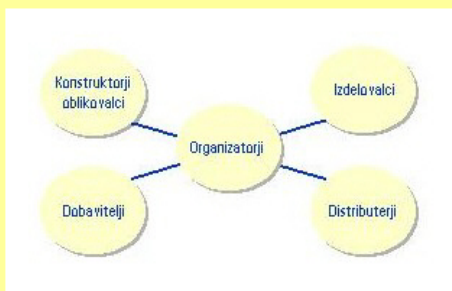 Konstruktorji
oblikovalci
Izdelovalci
Organizatorji
Dobavitelji
Distributerji